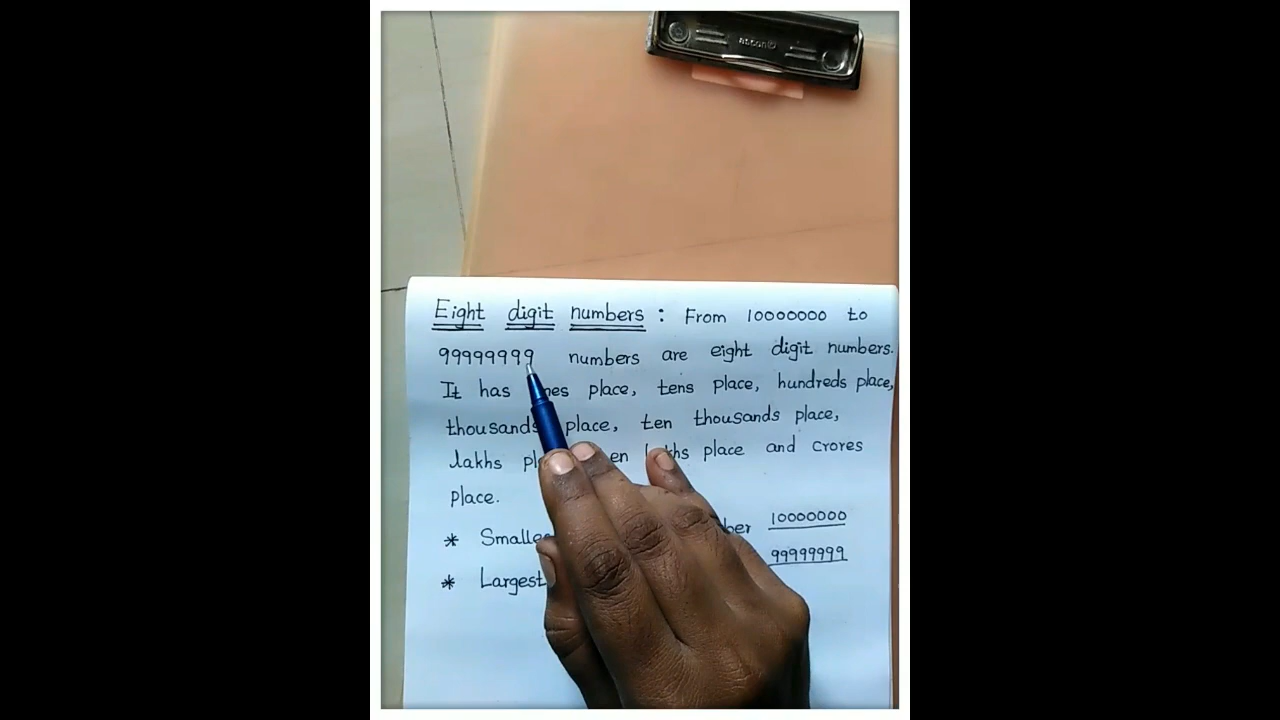 Eight digit numbers : From 10000000 to
99999999 numbers are eight digit numbers.
It has place, tens place, hundreds place,
thousands place, ten thousands place,
lakhs place and crores
place.
* 10000000
* Largest 99999999